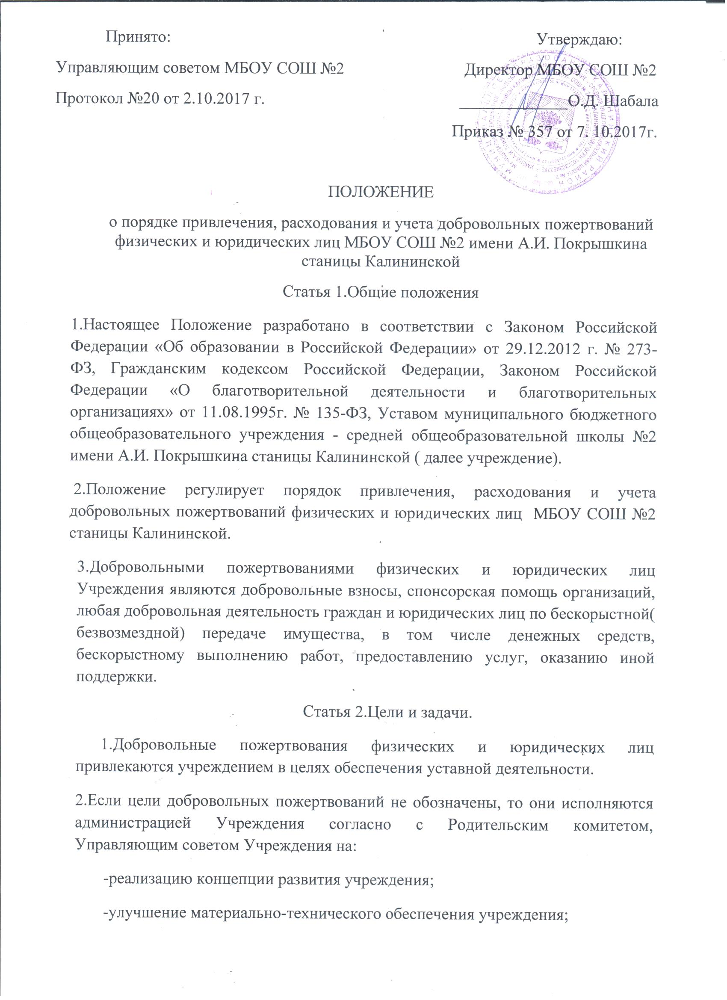 Принято:
Утверждаю:
Управляющим советом МБОУ СОШ №2
Директор МБОУ СОШ №2
Протокол №20 от 2.10.2017 г.
_____________О.Д. Шабала
Приказ № 357 от 7. 10.2017г.
ПОЛОЖЕНИЕ
о порядке привлечения, расходования и учета добровольных пожертвований
физических и юридических лиц МБОУ СОШ №2 имени А.И. Покрышкина
станицы Калининской
Статья 1.Общие положения
1.Настоящее Положение разработано в соответствии с Законом Российской
Федерации «Об образовании в Российской Федерации» от 29.12.2012 г. № 273-
ФЗ, Гражданским кодексом Российской Федерации, Законом Российской
Федерации «О благотворительной деятельности и благотворительных
организациях» от 11.08.1995г. № 135-ФЗ, Уставом муниципального бюджетного
общеобразовательного учреждения - средней общеобразовательной школы №2
имени А.И. Покрышкина станицы Калининской ( далее учреждение).
2.Положение регулирует порядок привлечения, расходования и учета
добровольных пожертвований физических и юридических лиц МБОУ СОШ №2
станицы Калининской.
3.Добровольными пожертвованиями физических и юридических лиц
Учреждения являются добровольные взносы, спонсорская помощь организаций,
любая добровольная деятельность граждан и юридических лиц по бескорыстной(
безвозмездной) передаче имущества, в том числе денежных средств,
бескорыстному выполнению работ, предоставлению услуг, оказанию иной
поддержки.
Статья 2.Цели и задачи.
1.Добровольные пожертвования физических и юридических лиц
привлекаются учреждением в целях обеспечения уставной деятельности.
2.Если цели добровольных пожертвований не обозначены, то они исполняются
администрацией Учреждения согласно с Родительским комитетом,
Управляющим советом Учреждения на:
-реализацию концепции развития учреждения;
-улучшение материально-технического обеспечения учреждения;